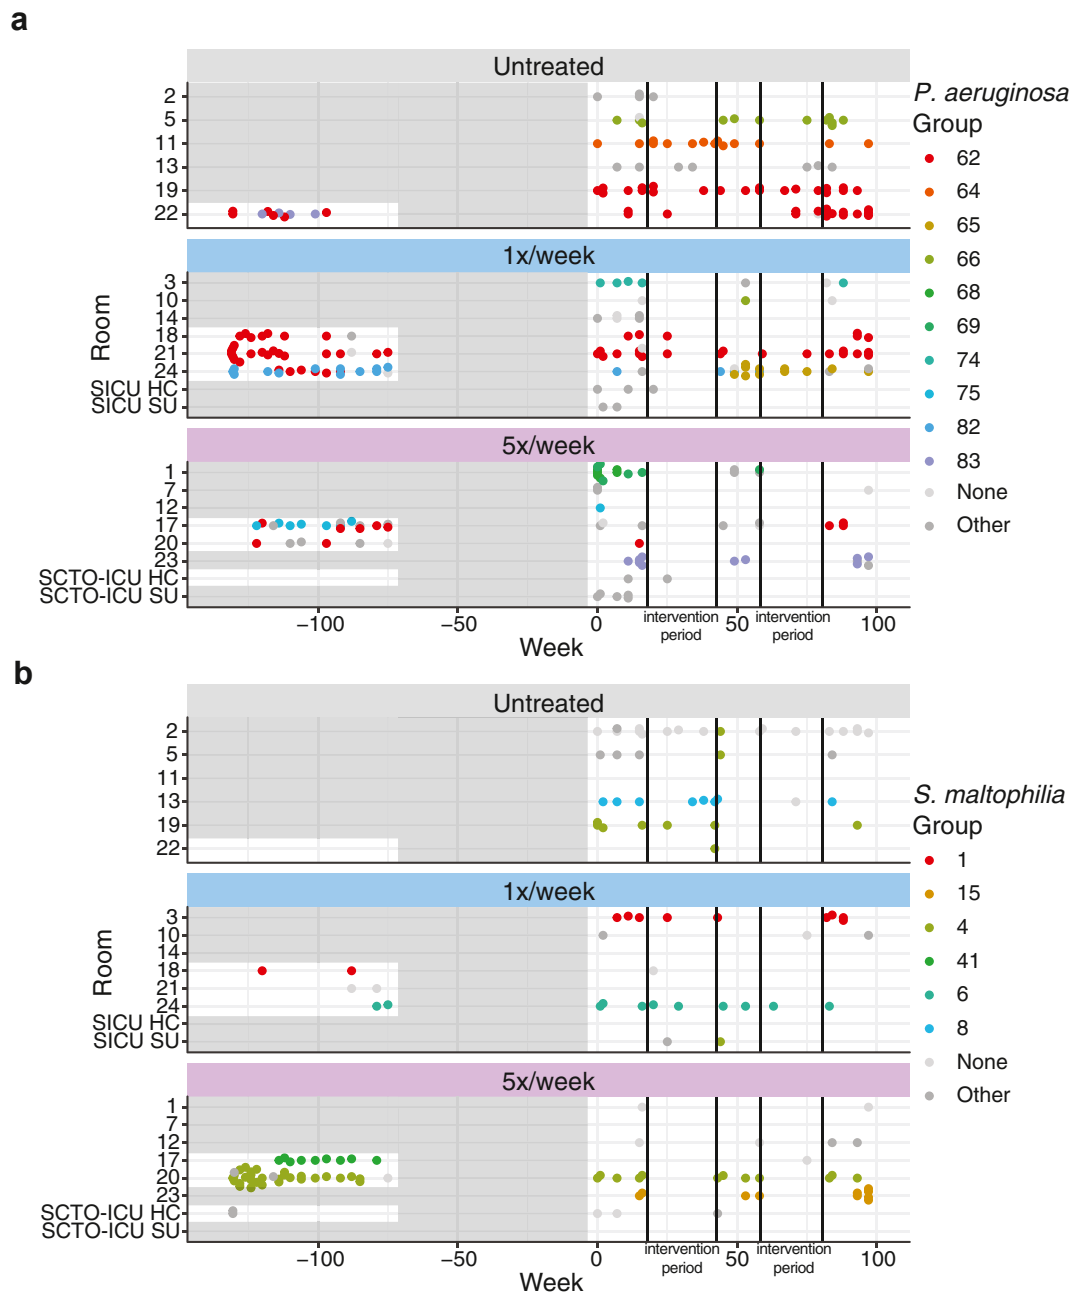 a
Untreated
2
5
11
13
19
22
1x/week
3
10
14
18
21
24
SICU HC
SICU SU
5x/week
1
7
12
17
20
23
SCTO-ICU HC
SCTO-ICU SU
Room
−100
−50
0
50
100
intervention
period
intervention
period
Week
P. aeruginosa
Group
62
64
65
66
68
69
74
75
82
83
None
Other
b
Untreated
2
5
11
13
19
22
1x/week
3
10
14
18
21
24
SICU HC
SICU SU
5x/week
1
7
12
17
20
23
SCTO-ICU HC
SCTO-ICU SU
Room
−100
−50
0
50
100
intervention
period
intervention
period
Week
S. maltophilia
Group
1
15
4
41
6
8
None
Other